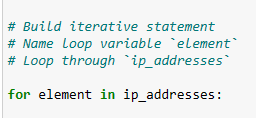 # Build iterative statement
# Name loop variable `element`
# Loop through `ip_addresses`
for element in ip_addresses: